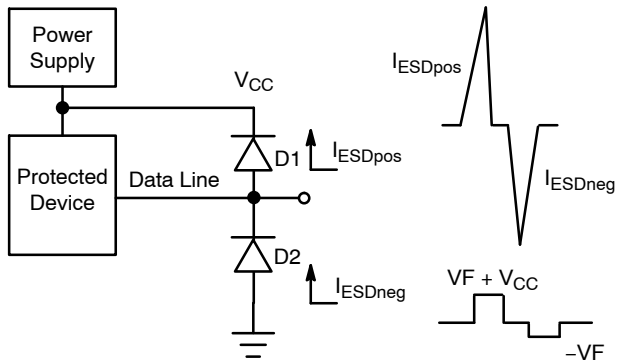 Power
Supply
V_CC
I_ESDpos
D1
I_ESDpos
Protected
Device
Data Line
I_ESDneg
D2
I_ESDneg
VF + V_CC
−VF